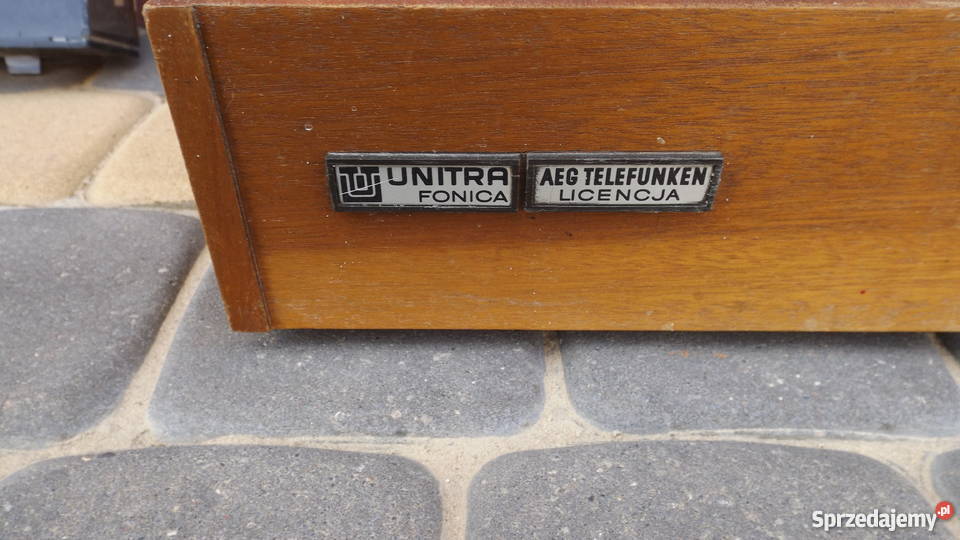 UNITRA
FONICA
AEG TELEFUNKEN
LICENCJA
Sprzedajemy.pl